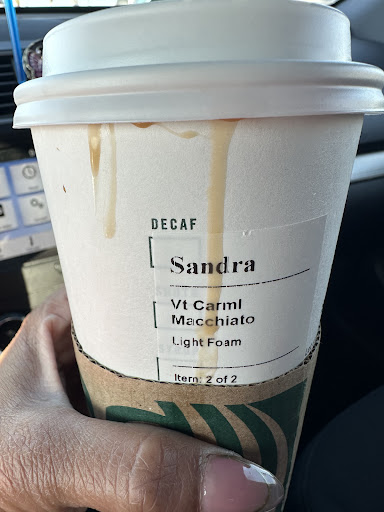 DECAF
Sandra
Vt Carml
Macchiato
Light Foam
Item: 2 of 2